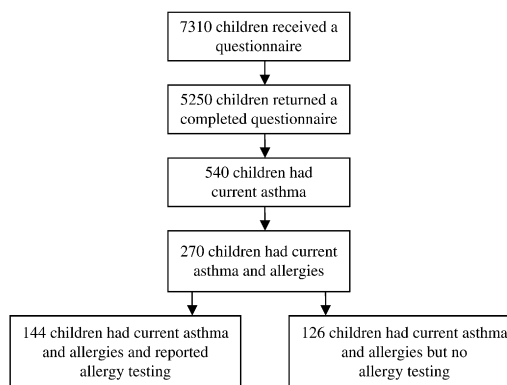 7310 children received a
questionnaire
5250 children returned a
completed questionnaire
540 children had
current asthma
270 children had current
asthma and allergies
144 children had current asthma
and allergies and reported
allergy testing
126 children had current asthma
and allergies but no
allergy testing